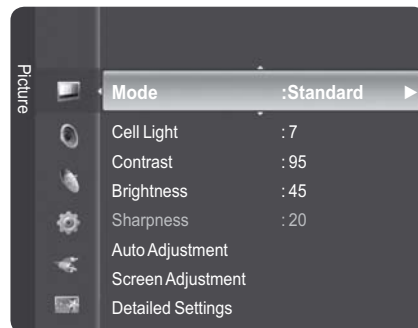 Picture
Mode :Standard
Cell Light : 7
Contrast : 95
Brightness : 45
Sharpness : 20
Auto Adjustment
Screen Adjustment
Detailed Settings